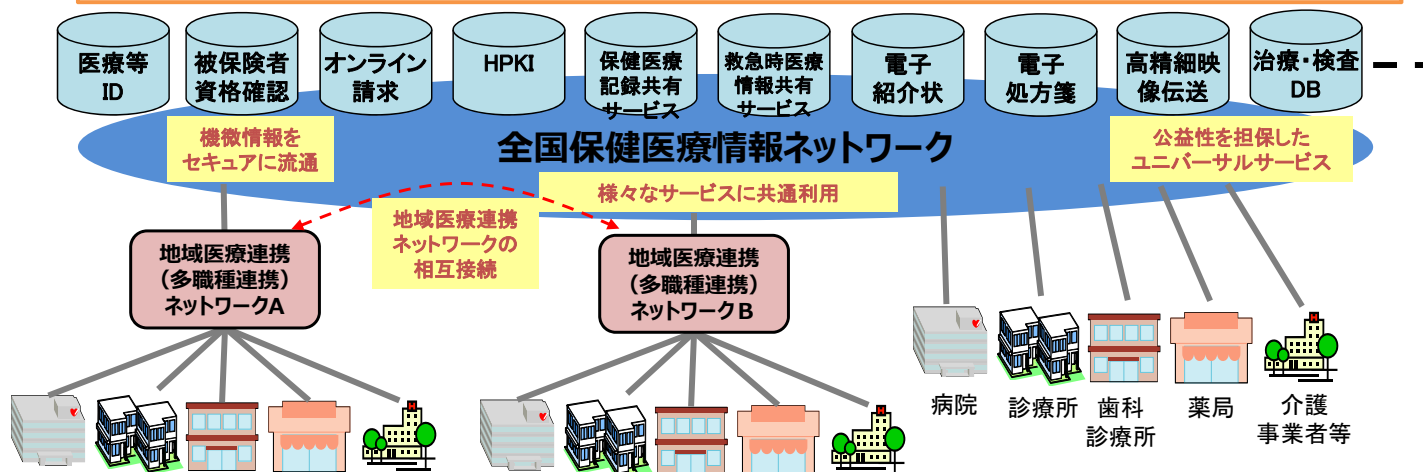 医療等
ID
被保険者
資格確認
オンライン
請求
HPKI
保健医療
記録共有
サービス
救急時医療
情報共有
サービス
電子
紹介状
電子
処方箋
高精細映
像伝送
治療・検査
DB
機微情報を
セキュアに流通
全国保健医療情報ネットワーク
公益性を担保した
ユニバーサルサービス
様々なサービスに共通利用
地域医療連携
ネットワークの
相互接続
地域医療連携
（多職種連携）
ネットワークA
地域医療連携
（多職種連携）
ネットワークB
病院
診療所
歯科
診療所
薬局
介護
事業者等